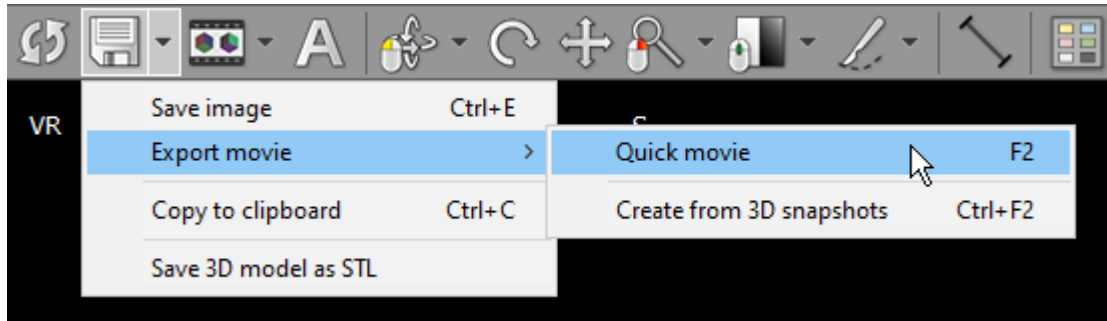 A
VR
Save image Ctrl+E
Export movie >
Quick movie F2
Copy to clipboard Ctrl+C
Create from 3D snapshots Ctrl+F2
Save 3D model as STL